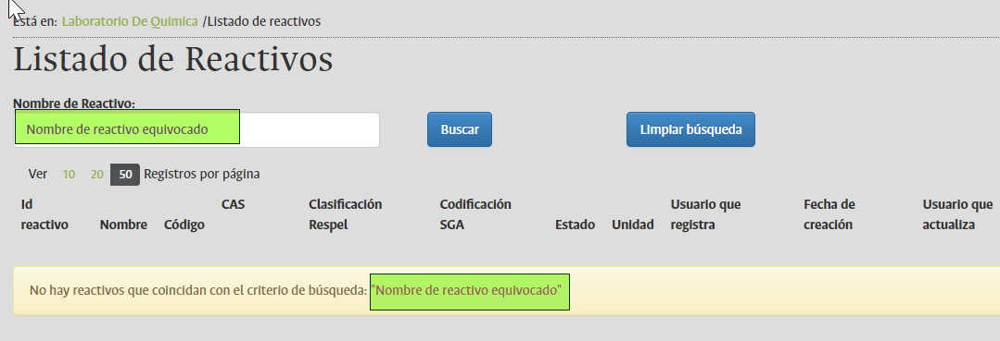 Está en: Laboratorio De Quimica /Listado de reactivos
Listado de Reactivos
Nombre de Reactivo:
Nombre de reactivo equivocado
Buscar
Limpiar búsqueda
Ver 10 20 50 Registros por página
Id reactivo
Nombre
Código
CAS
Clasificación Respel
Codificación SGA
Estado
Unidad
Usuario que registra
Fecha de creación
Usuario que actualiza
No hay reactivos que coincidan con el criterio de búsqueda: "Nombre de reactivo equivocado"